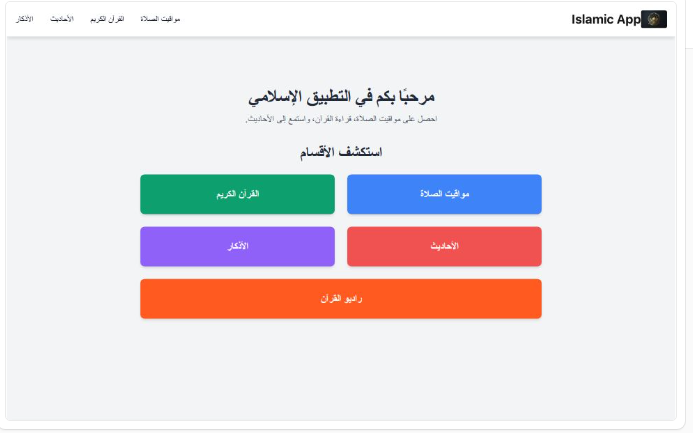 Islamic App
مواقيت الصلاة
القرآن الكريم
الأحاديث
الأذكار
مرحبًا بكم في التطبيق الإسلامي
احصل على مواقيت الصلاة، قراءة القرآن، واستمع إلى الأحاديث.
استكشف الأقسام
مواقيت الصلاة
القرآن الكريم
الأحاديث
الأذكار
راديو القرآن